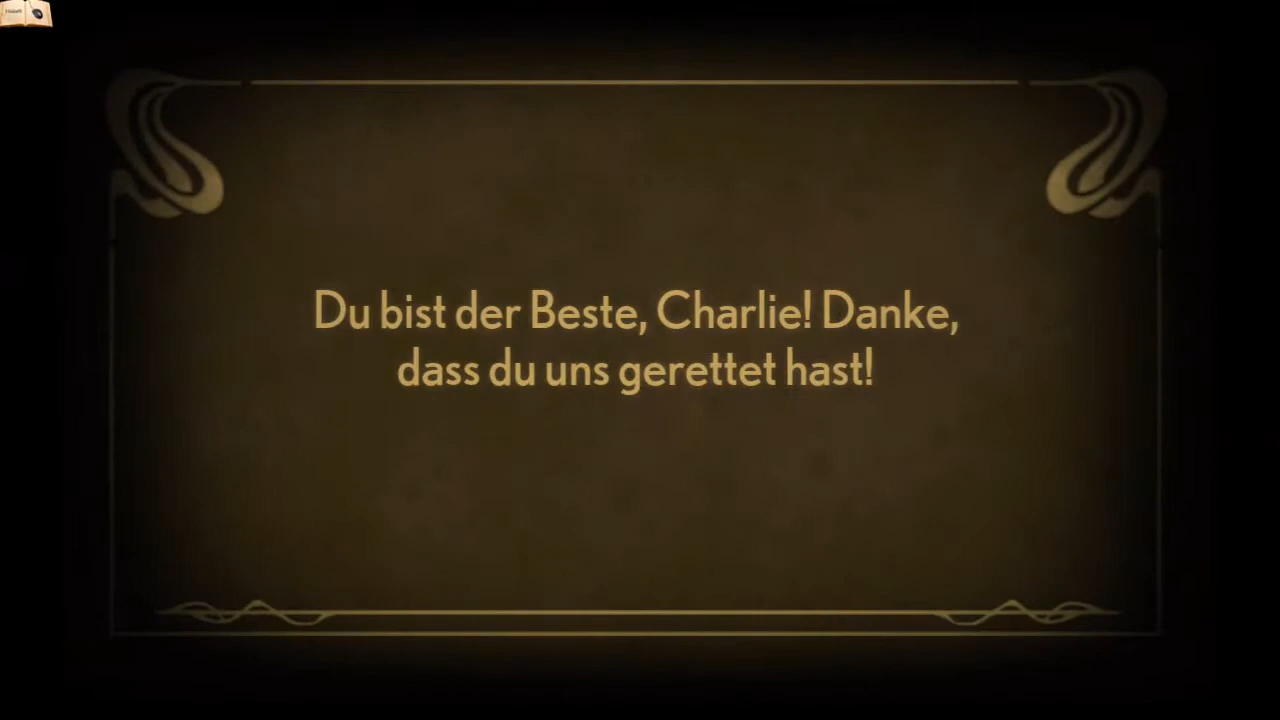 Du bist der Beste, Charlie! Danke,
dass du uns gerettet hast!